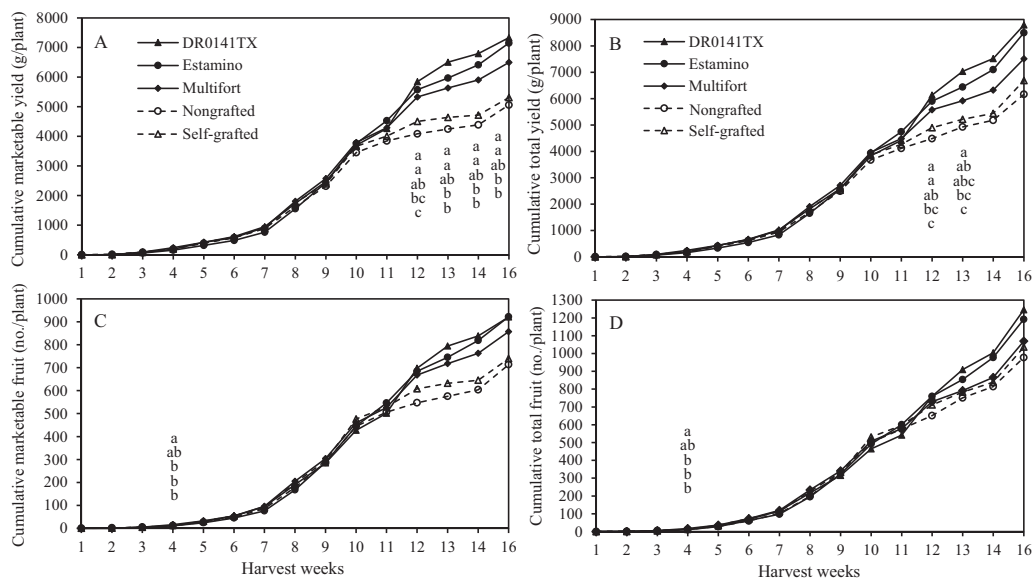 Cumulative marketable yield (g/plant)
8000
7000
6000
5000
4000
3000
2000
1000
0
A
DR0141TX
Estamino
Multifort
Nongrafted
Self-grafted
a
a
ab
bc
c
a
a
ab
b
b
a
a
ab
b
b
a
a
ab
b
b
1 2 3 4 5 6 7 8 9 10 11 12 13 14 16
Cumulative total yield (g/plant)
9000
8000
7000
6000
5000
4000
3000
2000
1000
0
B
DR0141TX
Estamino
Multifort
Nongrafted
Self-grafted
a
a
ab
bc
c
a
ab
abc
bc
c
1 2 3 4 5 6 7 8 9 10 11 12 13 14 16
Cumulative marketable fruit (no./plant)
1000
900
800
700
600
500
400
300
200
100
0
C
a
ab
b
b
b
1 2 3 4 5 6 7 8 9 10 11 12 13 14 16
Harvest weeks
Cumulative total fruit (no./plant)
1300
1200
1100
1000
900
800
700
600
500
400
300
200
100
0
D
a
ab
b
b
b
1 2 3 4 5 6 7 8 9 10 11 12 13 14 16
Harvest weeks